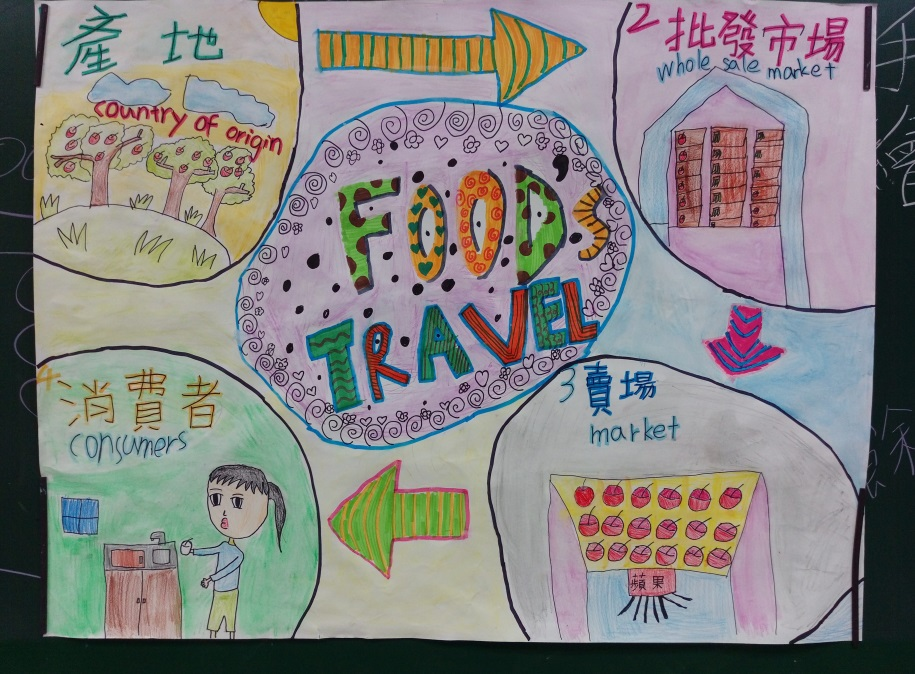 產地
country of origin
2 批發市場
whole sale market
FOOD's
TRAVEL
3 賣場
market
蘋果
4. 消費者
consumers
繪